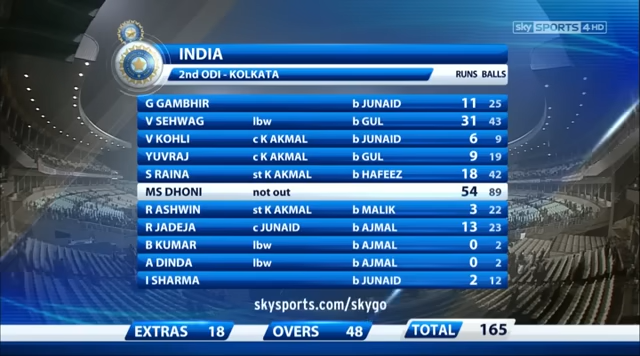 sky SPORTS 4 HD
INDIA
2nd ODI - KOLKATA RUNS BALLS
G GAMBHIR b JUNAID 11 25
V SEHWAG lbw b GUL 31 43
V KOHLI c K AKMAL b JUNAID 6 9
YUVRAJ c K AKMAL b GUL 9 19
S RAINA st K AKMAL b HAFEEZ 18 42
MS DHONI not out 54 89
R ASHWIN st K AKMAL b MALIK 3 22
R JADEJA c JUNAID b AJMAL 13 23
B KUMAR lbw b AJMAL 0 2
A DINDA lbw b AJMAL 0 2
I SHARMA b JUNAID 2 12
skysports.com/skygo
EXTRAS 18 OVERS 48 TOTAL 165